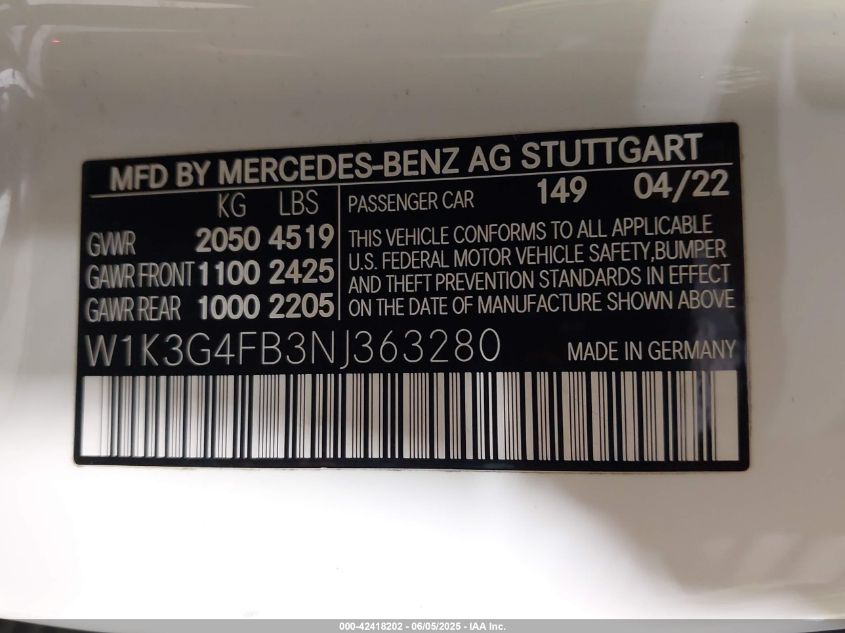 MFD BY MERCEDES-BENZ AG STUTTGART
KG LBS
GVWR 2050 4519
GAWR FRONT 1100 2425
GAWR REAR 1000 2205
PASSENGER CAR 149 04/22
THIS VEHICLE CONFORMS TO ALL APPLICABLE
U.S. FEDERAL MOTOR VEHICLE SAFETY,BUMPER
AND THEFT PREVENTION STANDARDS IN EFFECT
ON THE DATE OF MANUFACTURE SHOWN ABOVE
W1K3G4FB3NJ363280 MADE IN GERMANY
000-42418202 - 06/05/2025 - IAA Inc.